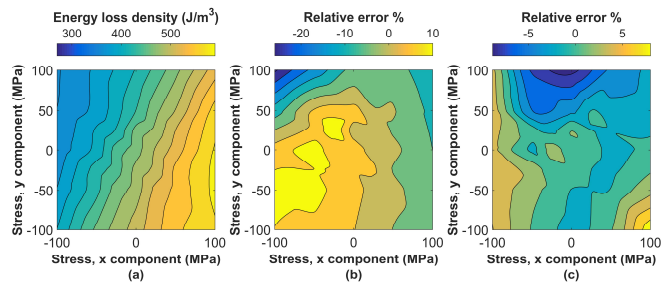 Energy loss density (J/m³)
300 400 500
Stress, y component (MPa)
100
50
0
-50
-100
-100 0 100
Stress, x component (MPa)
(a)
Relative error %
-20 -10 0 10
Stress, y component (MPa)
100
50
0
-50
-100
-100 0 100
Stress, x component (MPa)
(b)
Relative error %
-5 0 5
Stress, y component (MPa)
100
50
0
-50
-100
-100 0 100
Stress, x component (MPa)
(c)